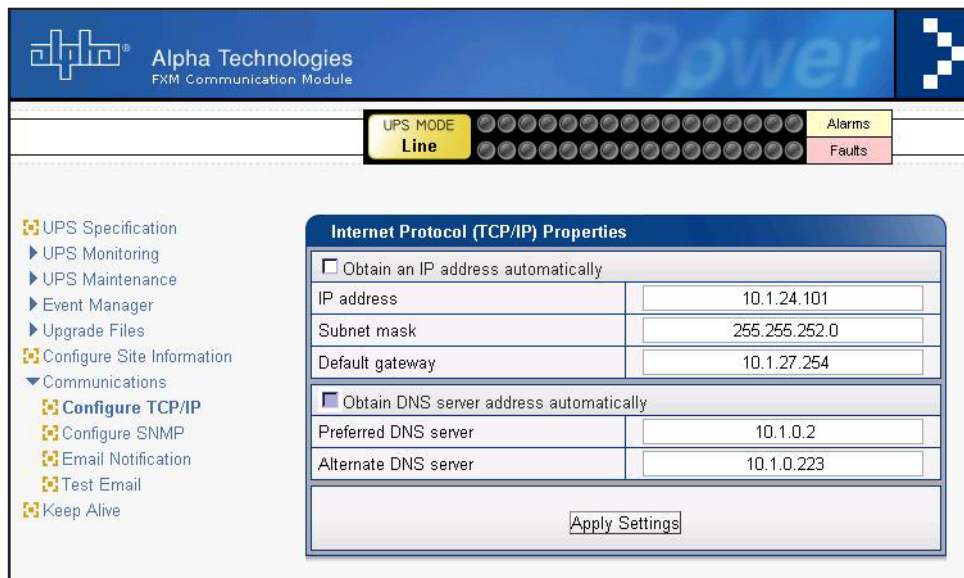 alpha®
Alpha Technologies
FXM Communication Module
Power
UPS MODE
Line
Alarms
Faults
UPS Specification
UPS Monitoring
UPS Maintenance
Event Manager
Upgrade Files
Configure Site Information
Communications
Configure TCP/IP
Configure SNMP
Email Notification
Test Email
Keep Alive
Internet Protocol (TCP/IP) Properties
Obtain an IP address automatically
IP address 10.1.24.101
Subnet mask 255.255.252.0
Default gateway 10.1.27.254
Obtain DNS server address automatically
Preferred DNS server 10.1.0.2
Alternate DNS server 10.1.0.223
Apply Settings